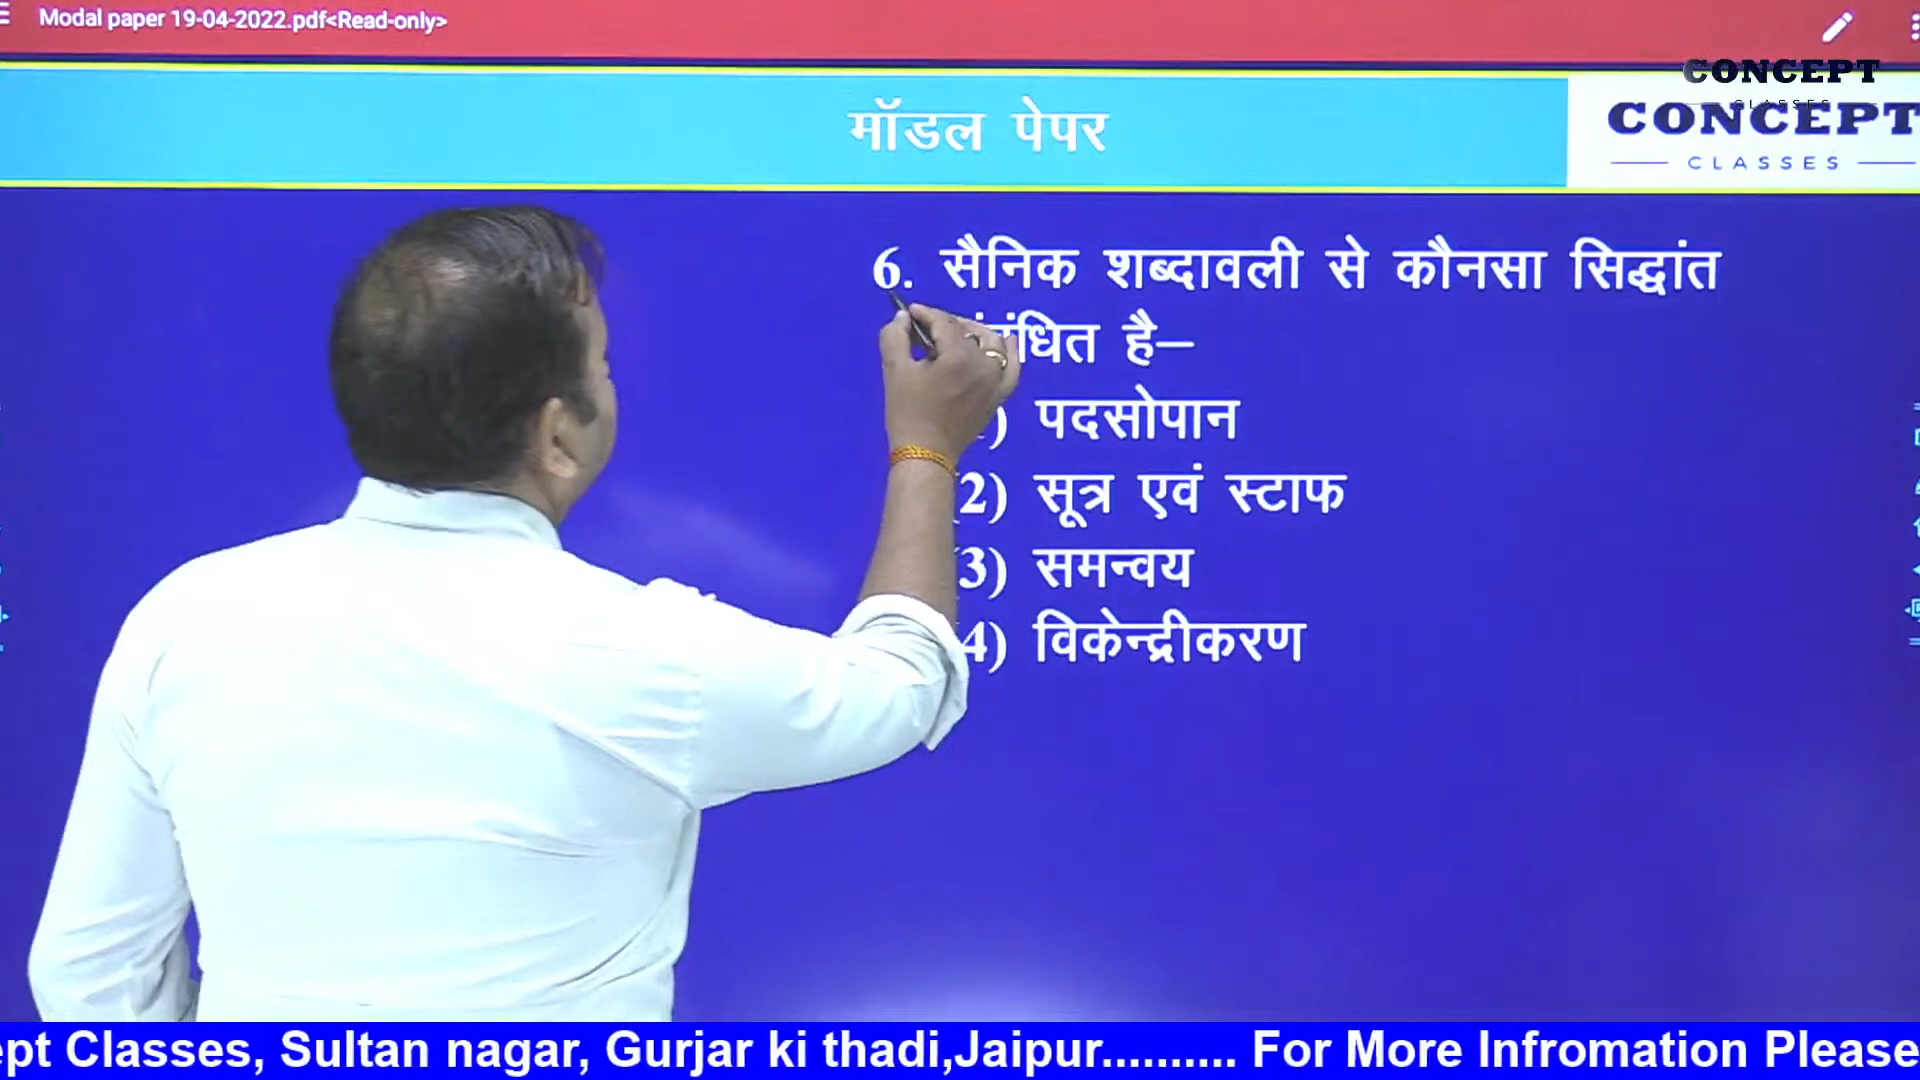 Modal paper 19-04-2022.pdf<Read-only>
CONCEPT
CLASSES
मॉडल पेपर
CONCEPT
CLASSES
6. सैनिक शब्दावली से कौनसा सिद्धांत
है–
पदसोपान
(2) सूत्र एवं स्टाफ
(3) समन्वय
(4) विकेन्द्रीकरण
Classes, Sultan nagar, Gurjar ki thadi,Jaipur.......... For More Infromation Please